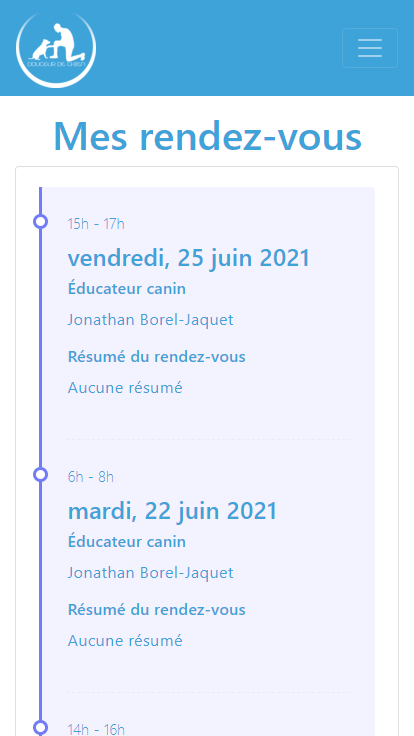 DOUCEUR DE CHIEN
Mes rendez-vous
15h - 17h
vendredi, 25 juin 2021
Éducateur canin
Jonathan Borel-Jaquet
Résumé du rendez-vous
Aucune résumé
6h - 8h
mardi, 22 juin 2021
Éducateur canin
Jonathan Borel-Jaquet
Résumé du rendez-vous
Aucune résumé
14h - 16h